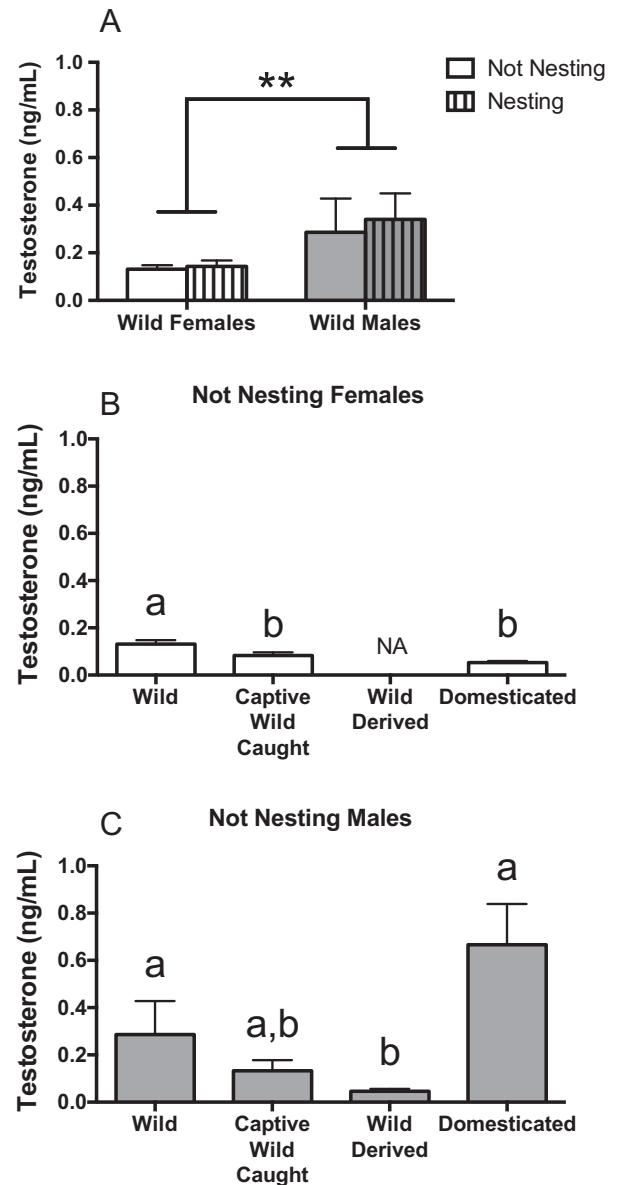 A
Testosterone (ng/mL)
1.0
0.8
0.6
0.4
0.2
0.0
**
Not Nesting
Nesting
Wild Females Wild Males
B Not Nesting Females
Testosterone (ng/mL)
1.0
0.8
0.6
0.4
0.2
0.0
a b NA b
Wild Captive Wild Domesticated
Wild Derived
Caught
C Not Nesting Males
Testosterone (ng/mL)
1.0
0.8
0.6
0.4
0.2
0.0
a a,b b a
Wild Captive Wild Domesticated
Wild Derived
Caught